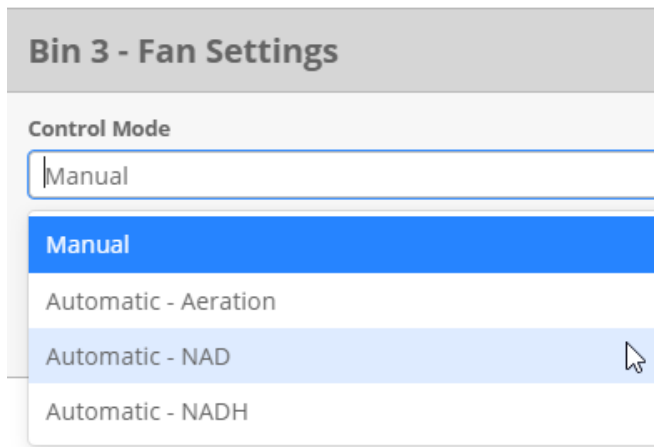 Bin 3 - Fan Settings
Control Mode
Manual
Manual
Automatic - Aeration
Automatic - NAD
Automatic - NADH